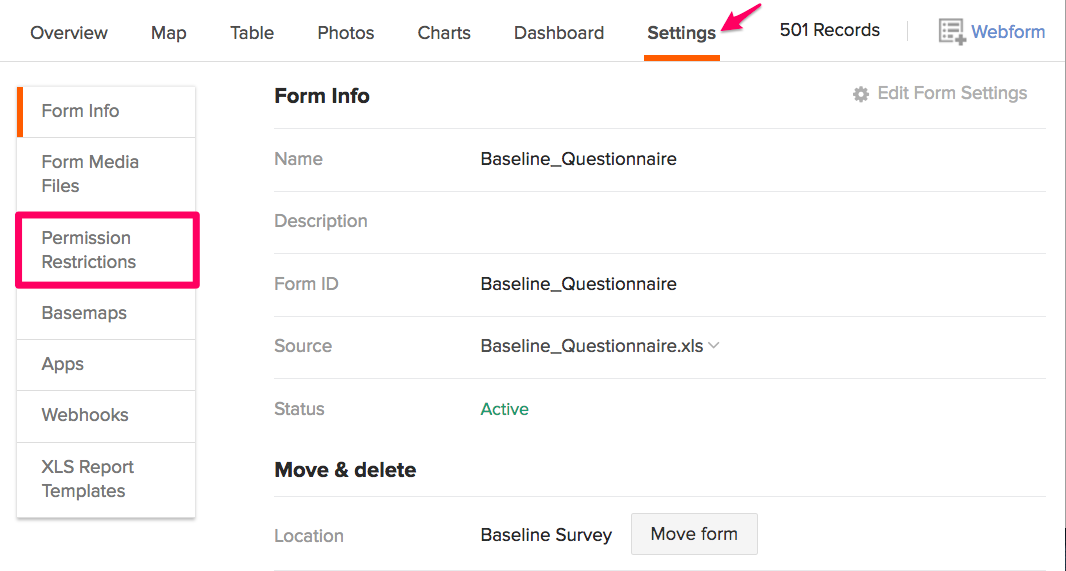 Overview Map Table Photos Charts Dashboard Settings 501 Records Webform
Form Info
Form Media
Files
Permission
Restrictions
Basemaps
Apps
Webhooks
XLS Report
Templates
Form Info Edit Form Settings
Name Baseline_Questionnaire
Description
Form ID Baseline_Questionnaire
Source Baseline_Questionnaire.xls
Status Active
Move & delete
Location Baseline Survey Move form